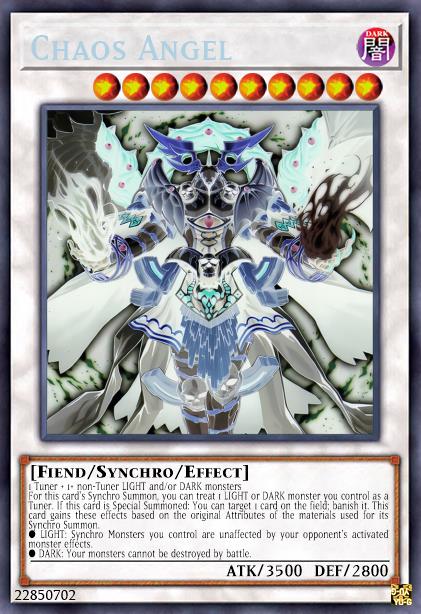 Chaos Angel
DARK
闇
[Fiend/Synchro/Effect]
1 Tuner + 1+ non-Tuner LIGHT and/or DARK monsters
For this card's Synchro Summon, you can treat 1 LIGHT or DARK monster you control as a
Tuner. If this card is Special Summoned: You can target 1 card on the field; banish it. This
card gains these effects based on the original Attributes of the materials used for its
Synchro Summon.
● LIGHT: Synchro Monsters you control are unaffected by your opponent's activated
monster effects.
● DARK: Your monsters cannot be destroyed by battle.
ATK/3500 DEF/2800
22850702